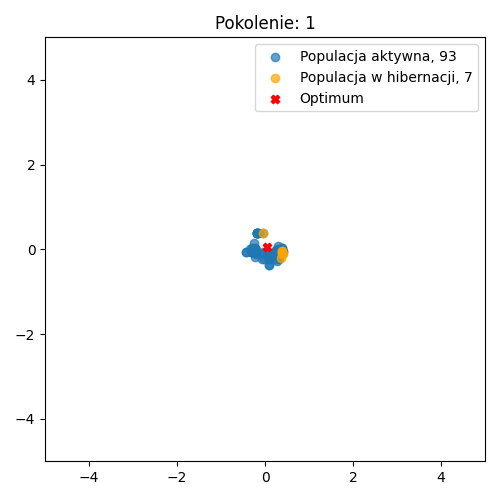 Pokolenie: 1
Populacja aktywna, 93
Populacja w hibernacji, 7
Optimum
4
2
0
−2
−4
−4 −2 0 2 4